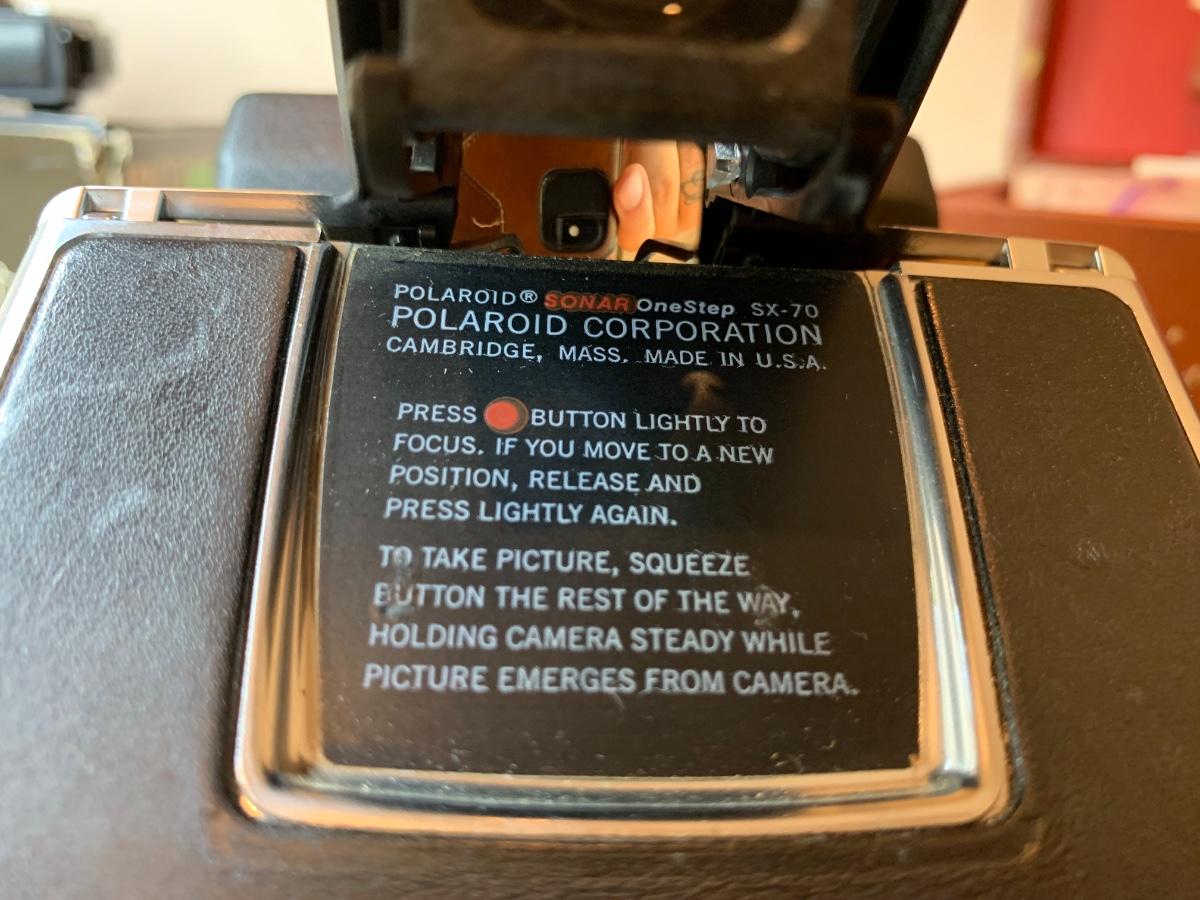 POLAROID® SONAR OneStep SX-70
POLAROID CORPORATION
CAMBRIDGE, MASS. MADE IN U.S.A.
PRESS BUTTON LIGHTLY TO
FOCUS. IF YOU MOVE TO A NEW
POSITION, RELEASE AND
PRESS LIGHTLY AGAIN.
TO TAKE PICTURE, SQUEEZE
BUTTON THE REST OF THE WAY,
HOLDING CAMERA STEADY WHILE
PICTURE EMERGES FROM CAMERA.